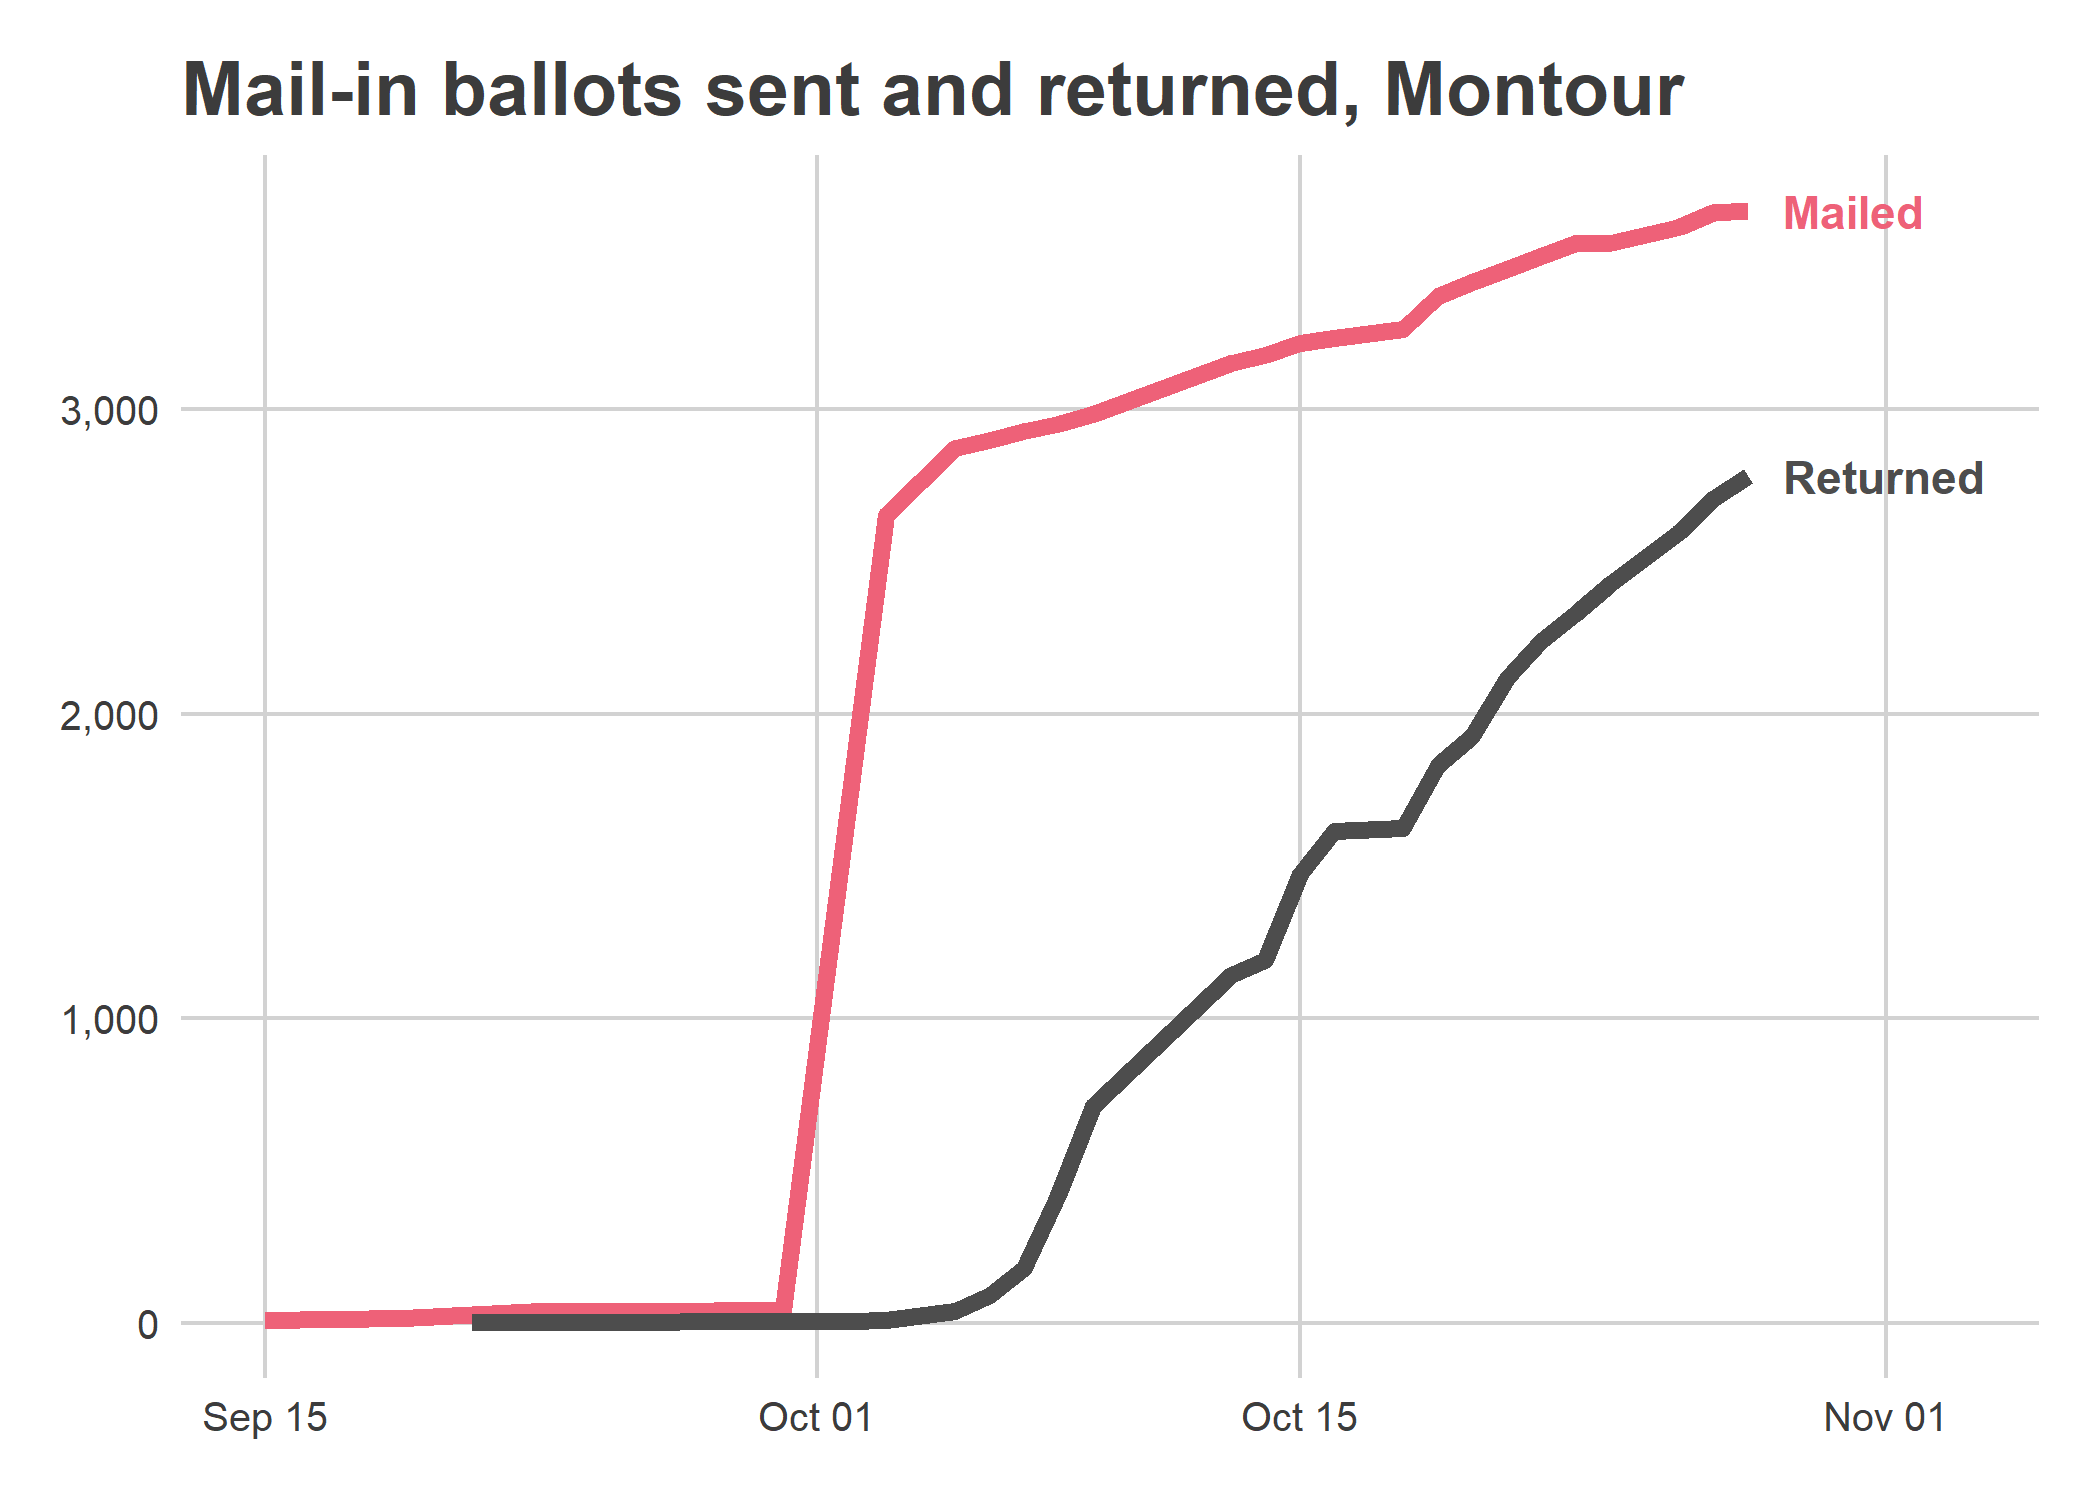 Mail-in ballots sent and returned, Montour
Mailed
3,000
Returned
2,000
1,000
0
Sep 15
Oct 01
Oct 15
Nov 01